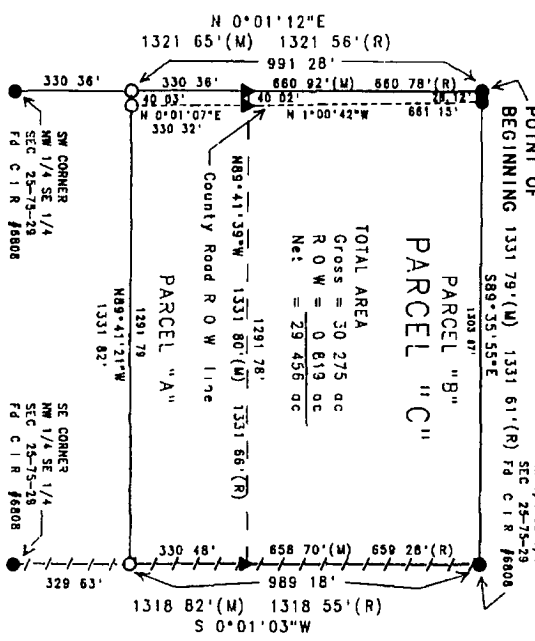 N 0°01'12"E
1321 65'(M) 1321 56'(R)
991 28'
330 36'
330 36'
660 92'(M) 660 78'(R)
40 03'
40 02'
28 12'
N 0°01'07"E
330 32'
N 1°00'42"W
661 15'
POINT OF
BEGINNING
1331 79'(M) 1331 61'(R)
S89°35'55"E
1303 87'
SEC 25-75-29
Fd C I R #6808
PARCEL "B"
PARCEL "C"
TOTAL AREA
Gross = 30 275 ac
R O W = 0 819 ac
Net = 29 456 ac
1291 78'
N89°41'39"W 1331 80'(M) 1331 66'(R)
County Road R O W line
PARCEL "A"
1291 79
N89°41'21"W
1331 82'
SW CORNER
NW 1/4 SE 1/4
SEC 25-75-29
Fd C I R #6808
SE CORNER
NW 1/4 SE 1/4
SEC 25-75-29
Fd C I R #6808
330 48'
658 70'(M) 659 28'(R)
329 63'
989 18'
1318 82'(M) 1318 55'(R)
S 0°01'03"W